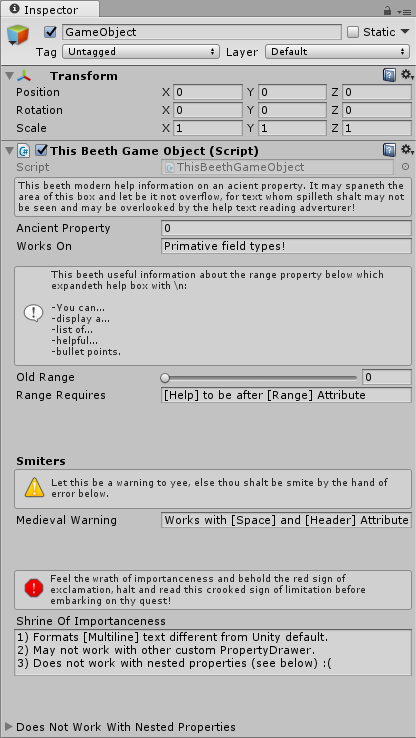 Inspector
GameObject Static
Tag Untagged Layer Default
Transform
Position X 0 Y 0 Z 0
Rotation X 0 Y 0 Z 0
Scale X 1 Y 1 Z 1
This Beeth Game Object (Script)
Script ThisBeethGameObject
This beeth modern help information on an acient property. It may spaneth the
area of this box and let be it not overflow, for text whom spilleth shalt may not
be seen and may be overlooked by the help text reading adverturer!
Ancient Property 0
Works On Primative field types!
This beeth useful information about the range property below which
expandeth help box with \n:
-You can...
-display a...
-list of...
-helpful...
-bullet points.
Old Range 0
Range Requires [Help] to be after [Range] Attribute
Smiters
Let this be a warning to yee, else thou shalt be smite by the hand of
error below.
Medieval Warning Works with [Space] and [Header] Attribute
Feel the wrath of importanceness and behold the red sign of
exclamation, halt and read this crooked sign of limitation before
embarking on thy quest!
Shrine Of Importanceness
1) Formats [Multiline] text different from Unity default.
2) May not work with other custom PropertyDrawer.
3) Does not work with nested properties (see below) :(
Does Not Work With Nested Properties